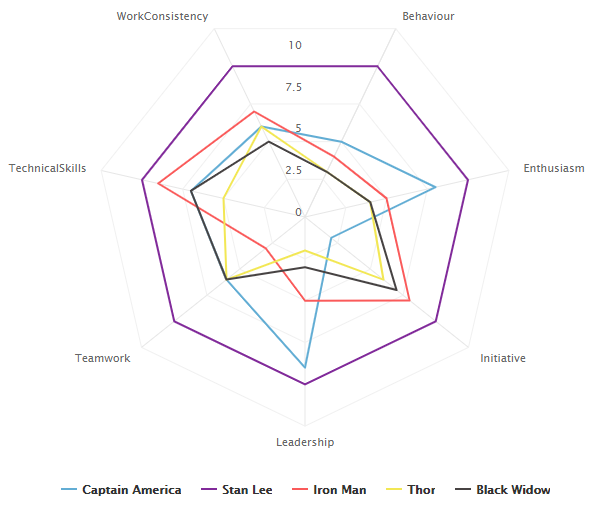 WorkConsistency
Behaviour
10
7.5
TechnicalSkills
5
Enthusiasm
2.5
0
Teamwork
Initiative
Leadership
Captain America
Stan Lee
Iron Man
Thor
Black Widow